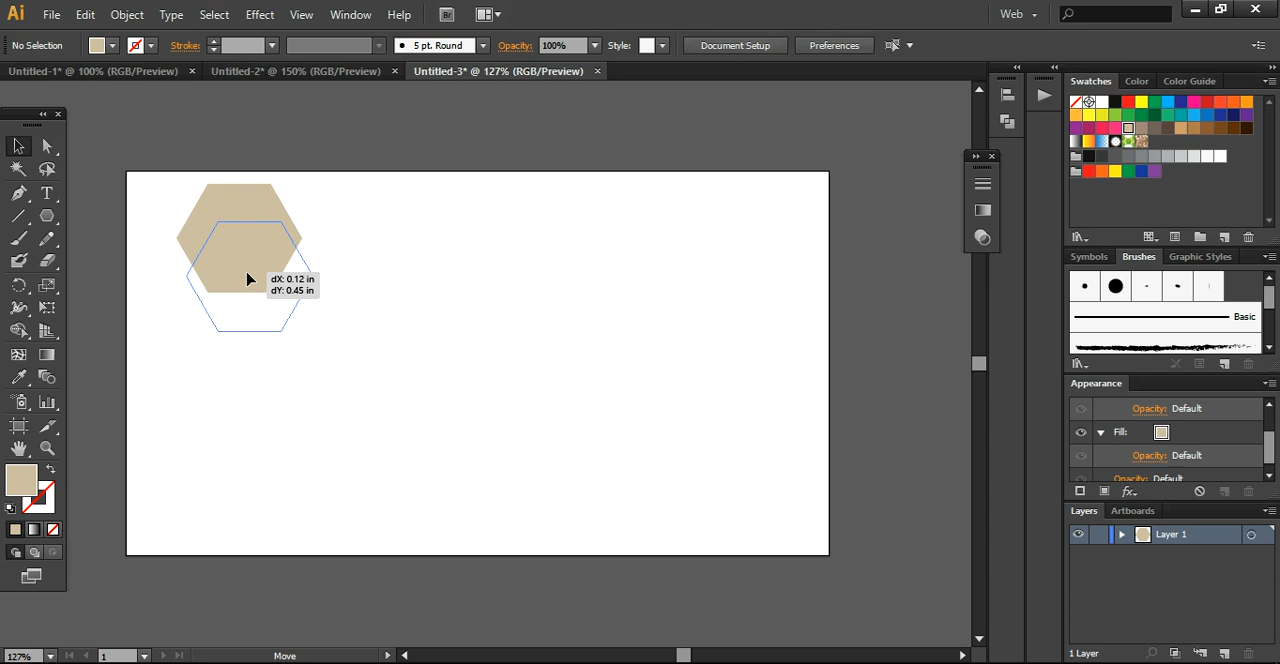 Ai File Edit Object Type Select Effect View Window Help Br Web
No Selection Stroke: 5 pt. Round Opacity: 100% Style: Document Setup Preferences
Untitled-1* @ 100% (RGB/Preview) × Untitled-2* @ 150% (RGB/Preview) × Untitled-3* @ 127% (RGB/Preview) ×
Swatches Color Color Guide
T
Symbols Brushes Graphic Styles
dX: 0.12 in
dY: 0.45 in
Basic
Appearance
Opacity: Default
Fill:
Opacity: Default
Opacity: Default
fx
Layers Artboards
Layer 1
1 Layer
127% 1 Move